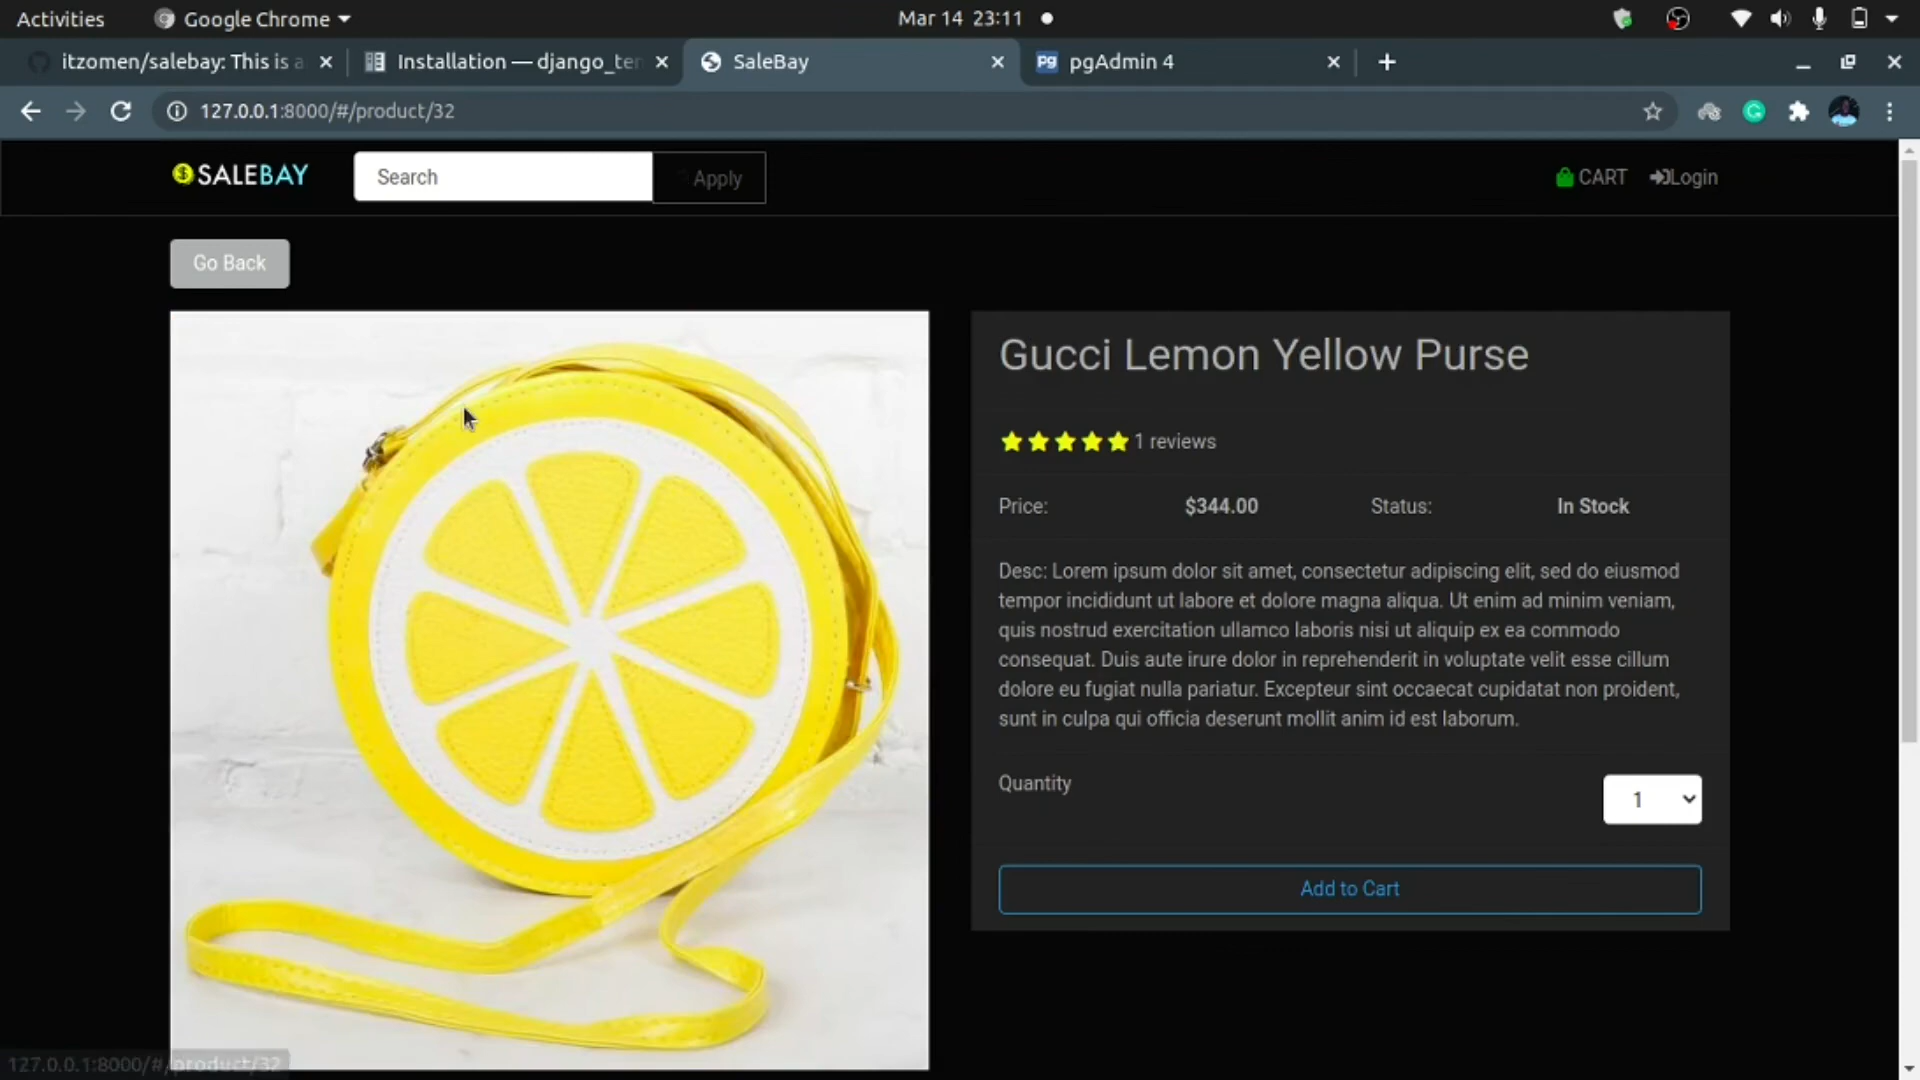 Activities
Google Chrome
Mar 14 23:11
itzomen/salebay: This is a
Installation — django_ten
SaleBay
pgAdmin 4
127.0.0.1:8000/#/product/32
SALEBAY
Search
Apply
CART
Login
Go Back
Gucci Lemon Yellow Purse
1 reviews
Price:
$344.00
Status:
In Stock
Desc: Lorem ipsum dolor sit amet, consectetur adipiscing elit, sed do eiusmod
tempor incididunt ut labore et dolore magna aliqua. Ut enim ad minim veniam,
quis nostrud exercitation ullamco laboris nisi ut aliquip ex ea commodo
consequat. Duis aute irure dolor in reprehenderit in voluptate velit esse cillum
dolore eu fugiat nulla pariatur. Excepteur sint occaecat cupidatat non proident,
sunt in culpa qui officia deserunt mollit anim id est laborum.
Quantity
1
Add to Cart
127.0.0.1:8000/#/product/32